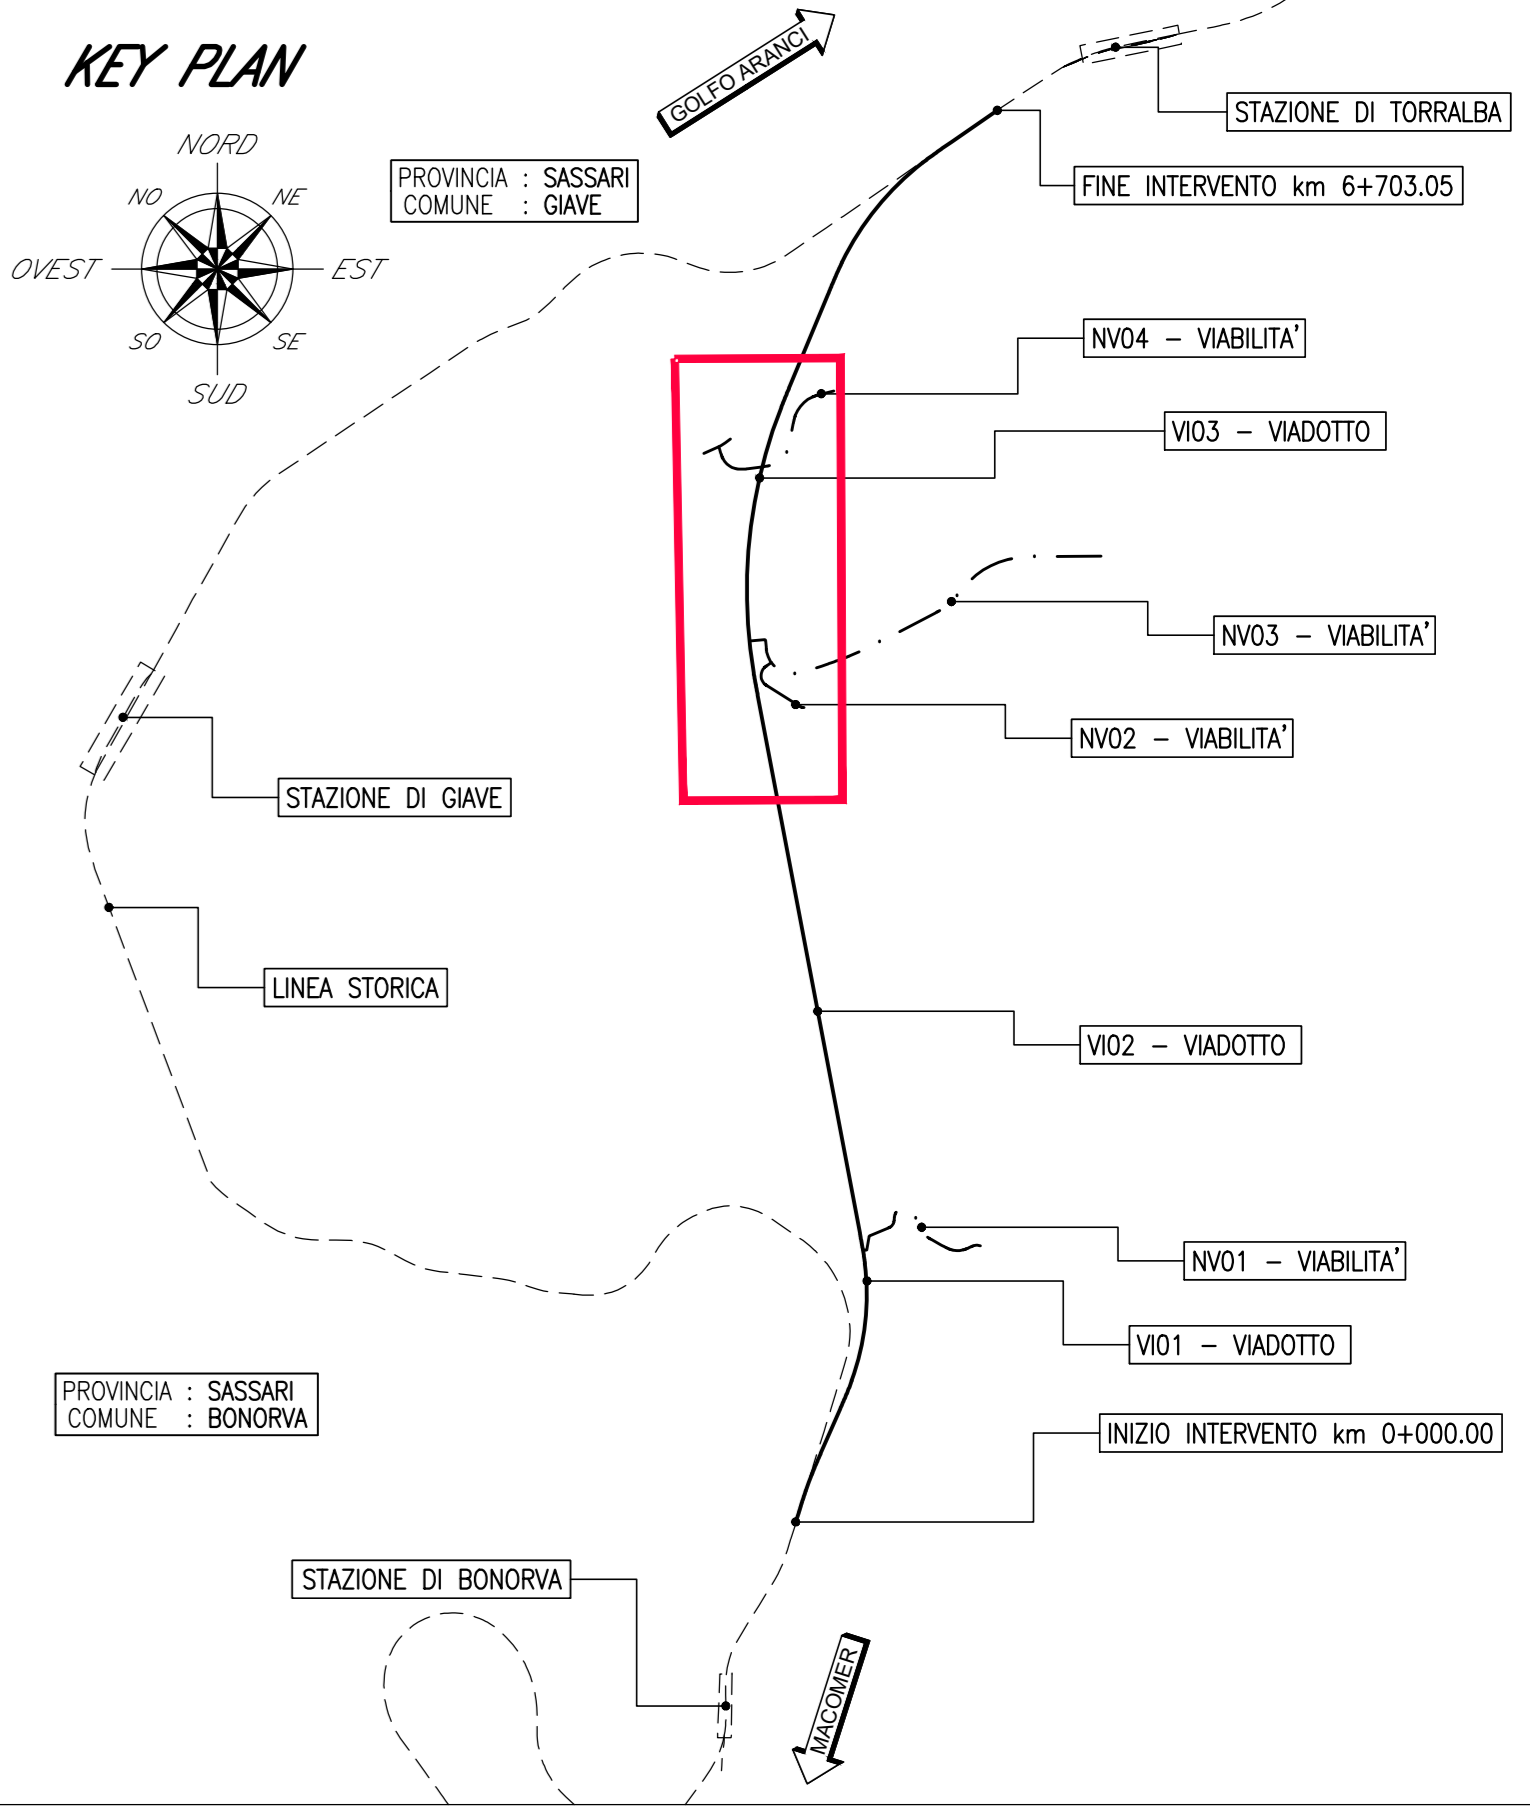 KEY PLAN
GOLFO ARANCI
STAZIONE DI TORRALBA
NORD
NO
NE
OVEST
EST
SO
SE
SUD
PROVINCIA : SASSARI
COMUNE : GIAVE
FINE INTERVENTO km 6+703.05
NV04 – VIABILITA'
VI03 – VIADOTTO
NV03 – VIABILITA'
NV02 – VIABILITA'
STAZIONE DI GIAVE
LINEA STORICA
VI02 – VIADOTTO
NV01 – VIABILITA'
VI01 – VIADOTTO
PROVINCIA : SASSARI
COMUNE : BONORVA
INIZIO INTERVENTO km 0+000.00
STAZIONE DI BONORVA
MACOMER